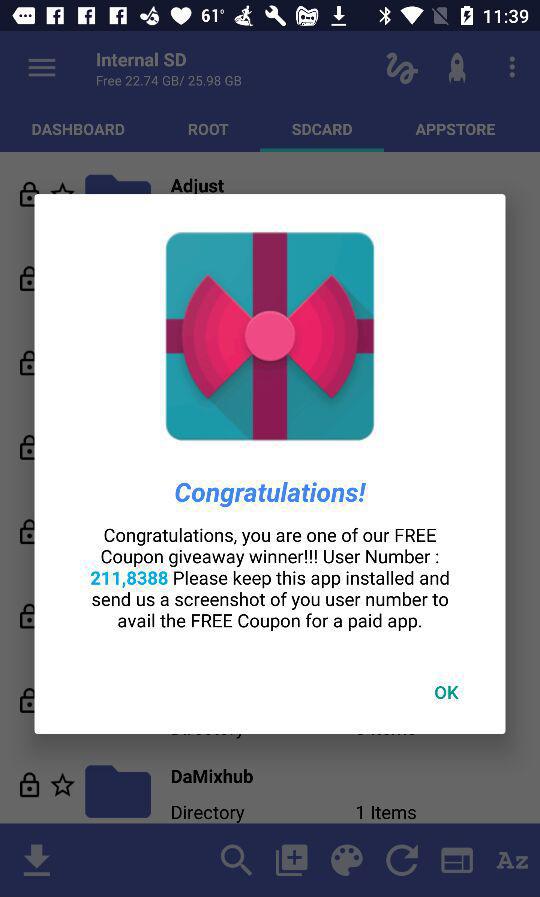 61° 11:39
Internal SD
Free 22.74 GB/ 25.98 GB
DASHBOARD ROOT SDCARD APPSTORE
Adjust
Congratulations!
Congratulations, you are one of our FREE
Coupon giveaway winner!!! User Number :
211,8388 Please keep this app installed and
send us a screenshot of you user number to
avail the FREE Coupon for a paid app.
OK
DaMixhub
Directory 1 Items
Az